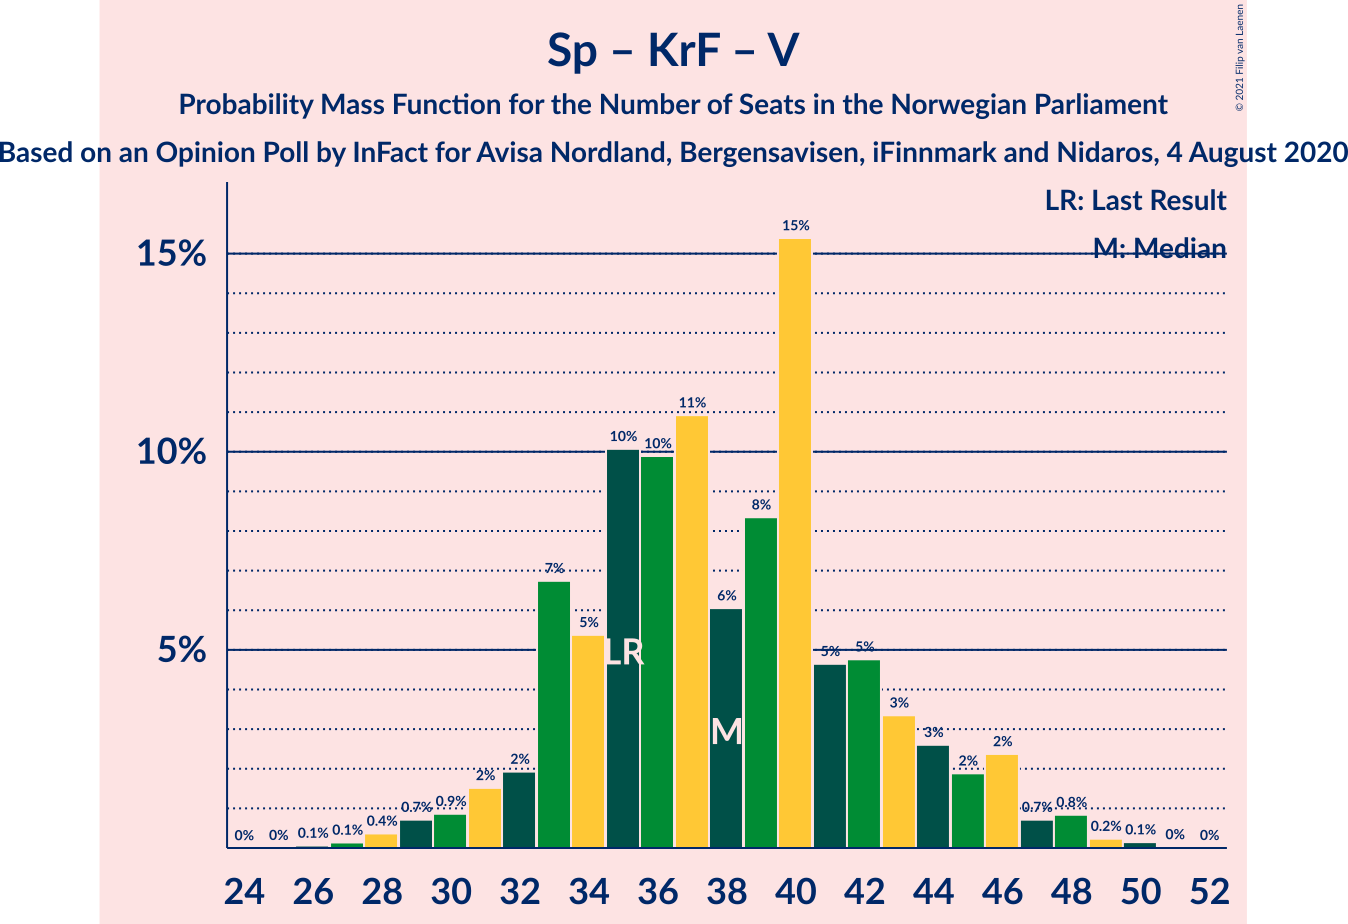 Sp – KrF – V
Probability Mass Function for the Number of Seats in the Norwegian Parliament
Based on an Opinion Poll by InFact for Avisa Nordland, Bergensavisen, iFinnmark and Nidaros, 4 August 2020
© 2021 Filip van Laenen
LR: Last Result
M: Median
15%
10%
5%
0% 0% 0.1% 0.1% 0.4% 0.7% 0.9% 2% 2% 7% 5% 10% 10% 11% 6% 8% 15% 5% 5% 3% 3% 2% 2% 0.7% 0.8% 0.2% 0.1% 0% 0%
LR
M
24 26 28 30 32 34 36 38 40 42 44 46 48 50 52